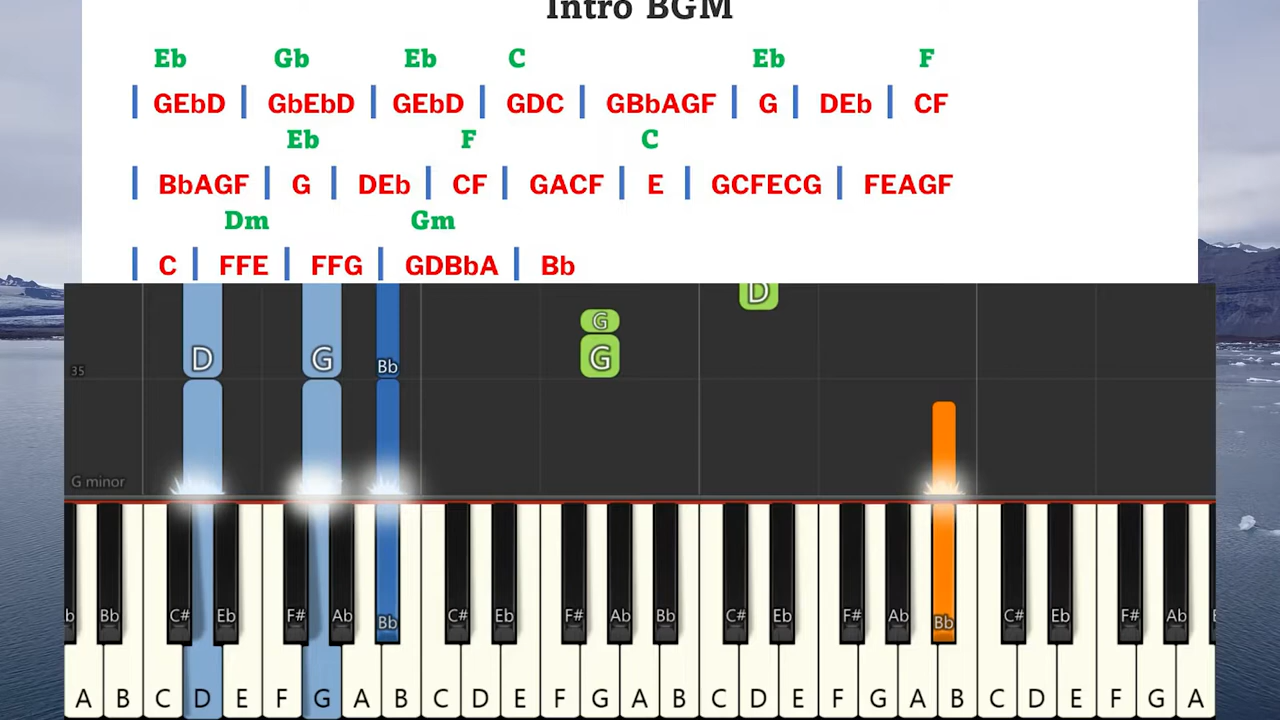 Intro BGM
Eb Gb Eb C Eb F
| GEbD | GbEbD | GEbD | GDC | GBbAGF | G | DEb | CF
Eb F C
| BbAGF | G | DEb | CF | GACF | E | GCFECG | FEAGF
Dm Gm
| C | FFE | FFG | GDBbA | Bb
D
G
D G Bb G
35
G minor
b Bb C# Eb F# Ab Bb C# Eb F# Ab Bb C# Eb F# Ab Bb C# Eb F# Ab
A B C D E F G A B C D E F G A B C D E F G A B C D E F G A